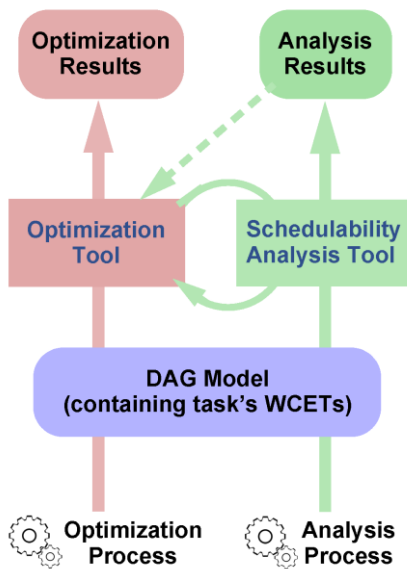 Optimization
Results
Analysis
Results
Optimization
Tool
Schedulability
Analysis Tool
DAG Model
(containing task's WCETs)
Optimization
Process
Analysis
Process